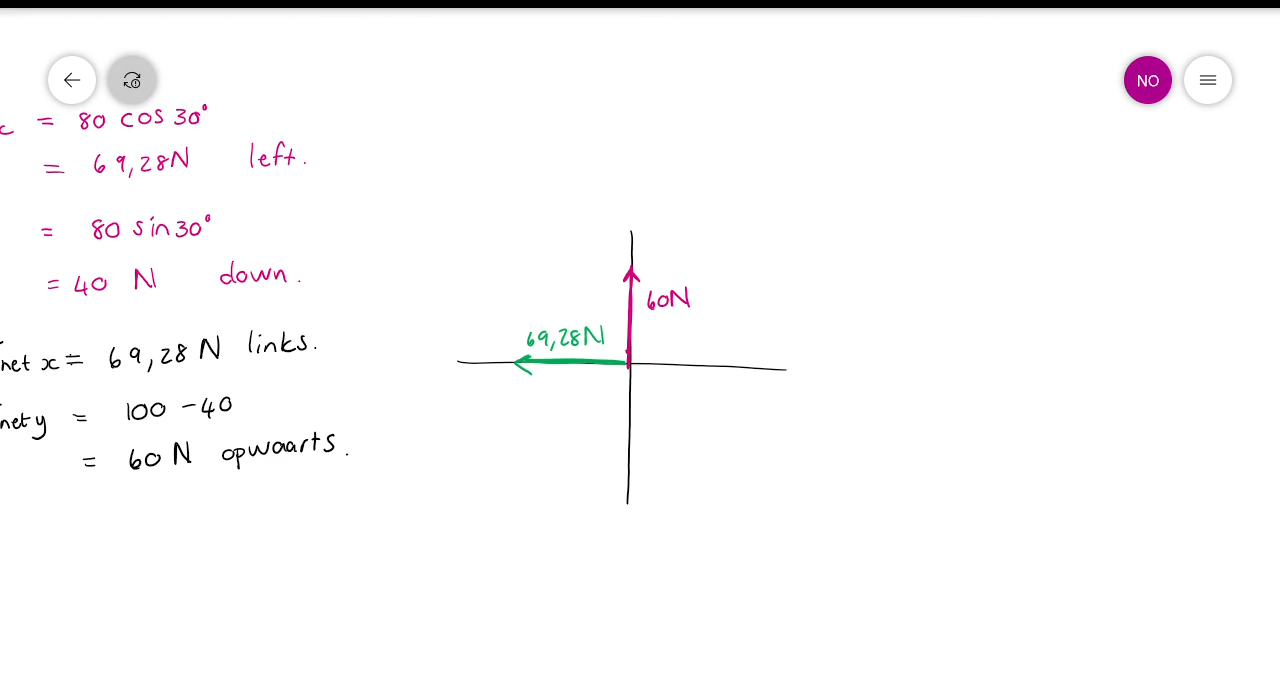 NO
= 80 cos 30°
= 69,28N left.
= 80 sin 30°
= 40 N down.
net x = 69,28 N links.
net y = 100 - 40
= 60 N opwaarts.
60N
69,28N